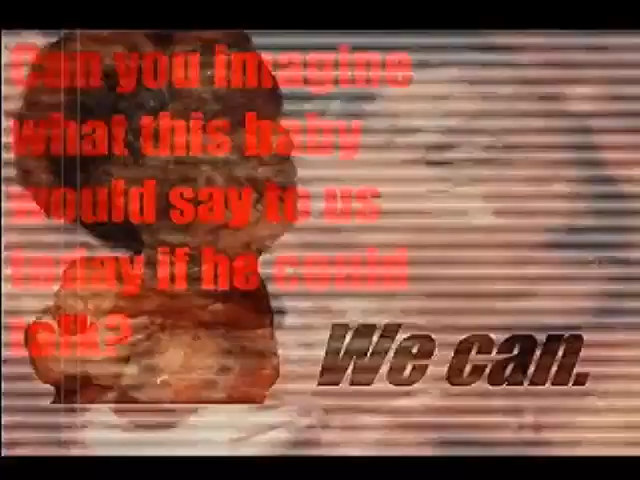 Can you imagine
what this baby
would say to us
today if he could
talk?
We can.